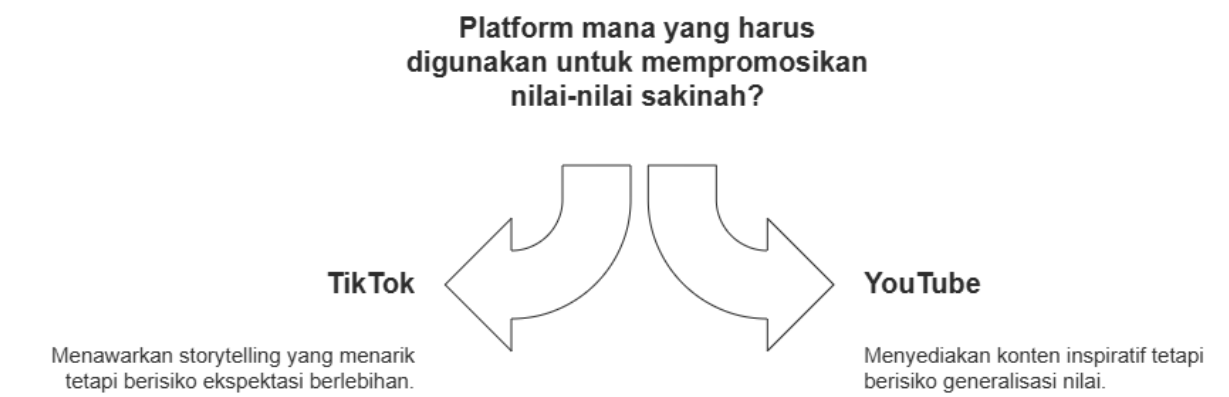 Platform mana yang harus
digunakan untuk mempromosikan
nilai-nilai sakinah?
TikTok
Menawarkan storytelling yang menarik
tetapi berisiko ekspektasi berlebihan.
YouTube
Menyediakan konten inspiratif tetapi
berisiko generalisasi nilai.